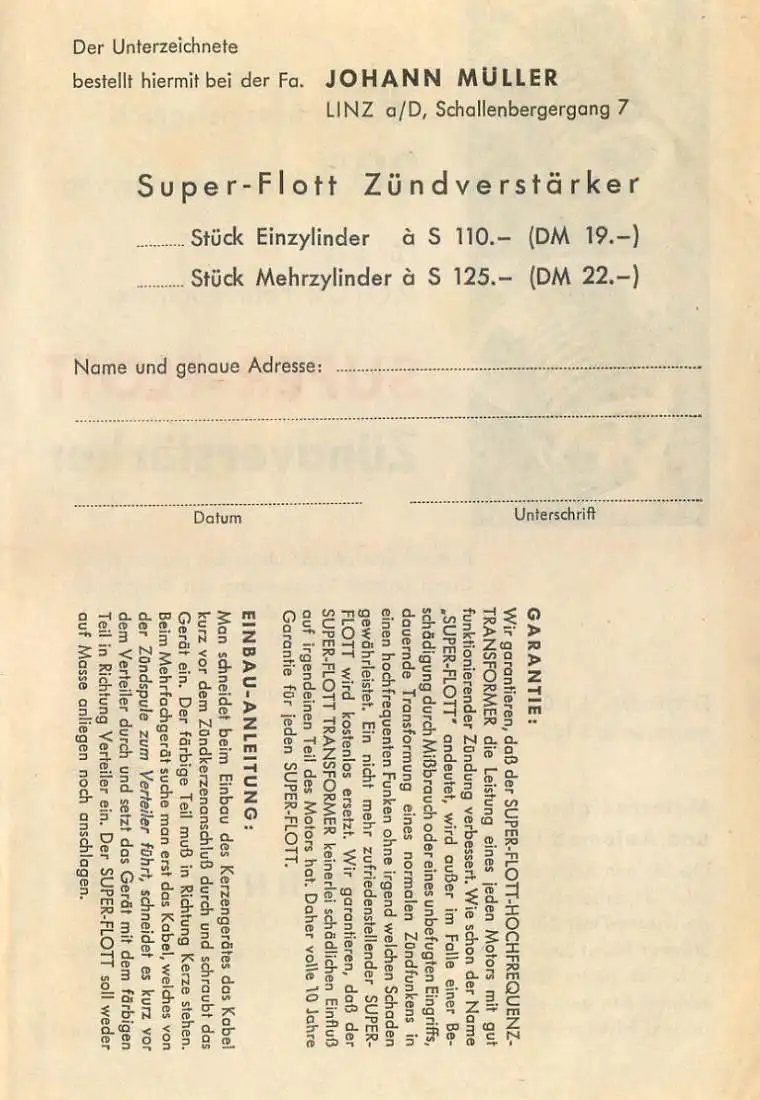 Der Unterzeichnete
bestellt hiermit bei der Fa. JOHANN MÜLLER
LINZ a/D, Schallenbergergang 7
Super-Flott Zündverstärker
........... Stück Einzylinder à S 110.– (DM 19.–)
........... Stück Mehrzylinder à S 125.– (DM 22.–)
Name und genaue Adresse:
Datum
Unterschrift
GARANTIE:
Wir garantieren, daß der SUPER-FLOTT-HOCHFREQUENZ-
TRANSFORMER die Leistung eines jeden Motors mit gut
funktionierender Zündung verbessert. Wie schon der Name
„SUPER-FLOTT" andeutet, wird außer im Falle einer Be-
schädigung durch Mißbrauch oder eines unbefugten Eingriffs,
dauernde Transformung eines normalen Zündfunkens in
einen hochfrequenten Funken ohne irgend welchen Schaden
gewährleistet. Ein nicht mehr zufriedenstellender SUPER-
FLOTT wird kostenlos ersetzt. Wir garantieren, daß der
SUPER-FLOTT TRANSFORMER keinerlei schädlichen Einfluß
auf irgendeinen Teil des Motors hat. Daher volle 10 Jahre
Garantie für jeden SUPER-FLOTT.
EINBAU-ANLEITUNG:
Man schneidet beim Einbau des Kerzengerätes das Kabel
kurz vor dem Zündkerzenanschluß durch und schraubt das
Gerät ein. Der färbige Teil muß in Richtung Kerze stehen.
Beim Mehrfachgerät suche man erst das Kabel, welches von
der Zündspule zum Verteiler führt, schneidet es kurz vor
dem Verteiler durch und setzt das Gerät mit dem färbigen
Teil in Richtung Verteiler ein. Der SUPER-FLOTT soll weder
auf Masse anliegen noch anschlagen.